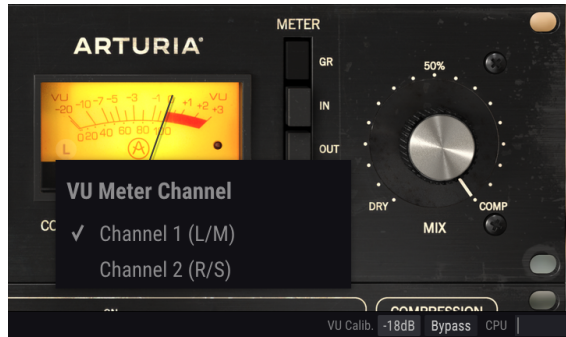 METER
ARTURIA
GR
50%
VU VU
-20 -10 -7 -5 -3 -1 +1 +2 +3
0 20 40 60 80 100
L
A
IN
OUT
VU Meter Channel
✓ Channel 1 (L/M)
Channel 2 (R/S)
DRY COMP
MIX
CO
ON
COMPRESSION
VU Calib. -18dB Bypass CPU